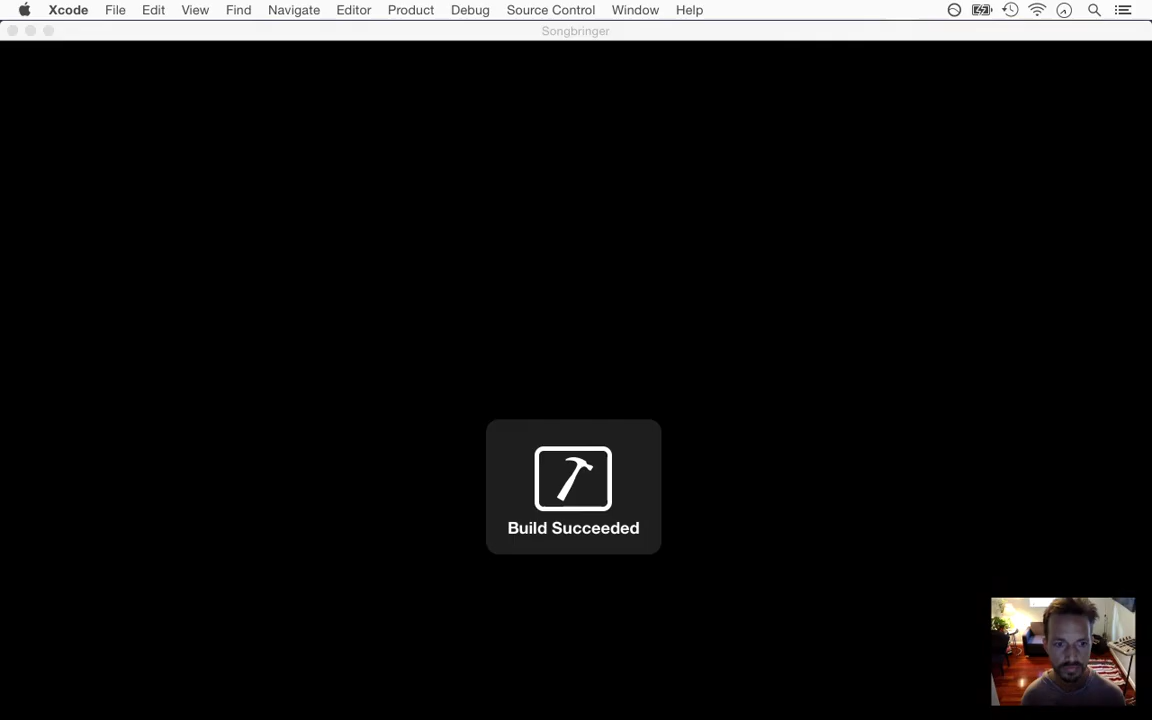 Xcode File Edit View Find Navigate Editor Product Debug Source Control Window Help
Songbringer
Build Succeeded